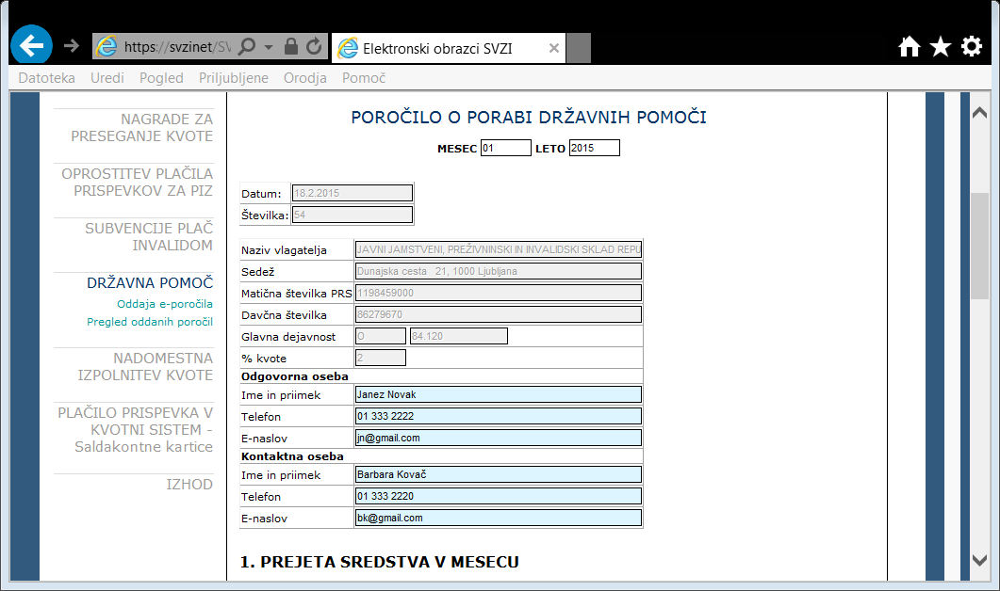 https://svzinet/SV
Elektronski obrazci SVZI
Datoteka Uredi Pogled Priljubljene Orodja Pomoč
NAGRADE ZA
PRESEGANJE KVOTE
OPROSTITEV PLAČILA
PRISPEVKOV ZA PIZ
SUBVENCIJE PLAČ
INVALIDOM
DRŽAVNA POMOČ
Oddaja e-poročila
Pregled oddanih poročil
NADOMESTNA
IZPOLNITEV KVOTE
PLAČILO PRISPEVKA V
KVOTNI SISTEM -
Saldakontne kartice
IZHOD
POROČILO O PORABI DRŽAVNIH POMOČI
MESEC 01 LETO 2015
Datum: 18.2.2015
Številka: 54
Naziv vlagatelja JAVNI JAMSTVENI, PREŽIVNINSKI IN INVALIDSKI SKLAD REPU
Sedež Dunajska cesta 21, 1000 Ljubljana
Matična številka PRS 1198459000
Davčna številka 86279670
Glavna dejavnost O 84.120
% kvote 2
Odgovorna oseba
Ime in priimek Janez Novak
Telefon 01 333 2222
E-naslov jn@gmail.com
Kontaktna oseba
Ime in priimek Barbara Kovač
Telefon 01 333 2220
E-naslov bk@gmail.com
1. PREJETA SREDSTVA V MESECU